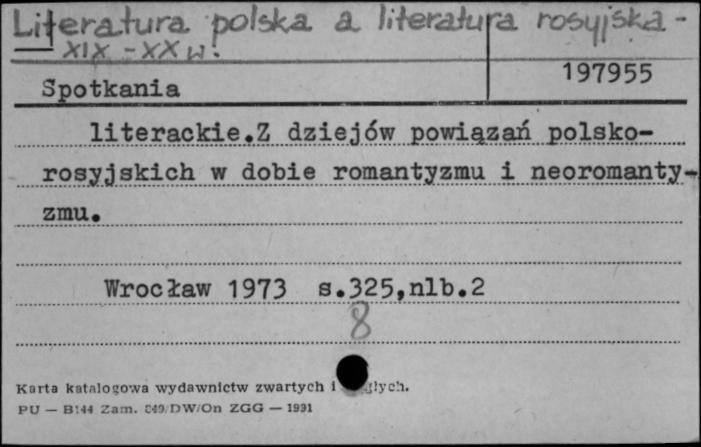 Literatura polska a literatura rosyjska -
XIX - XX w.
197955
Spotkania
literackie.Z dziejów powiązań polsko-
rosyjskich w dobie romantyzmu i neoromanty-
zmu.
Wrocław 1973 s.325,nlb.2
8
Karta katalogowa wydawnictw zwartych i
PU — B144 Zam. 849/DW/On ZGG — 1991